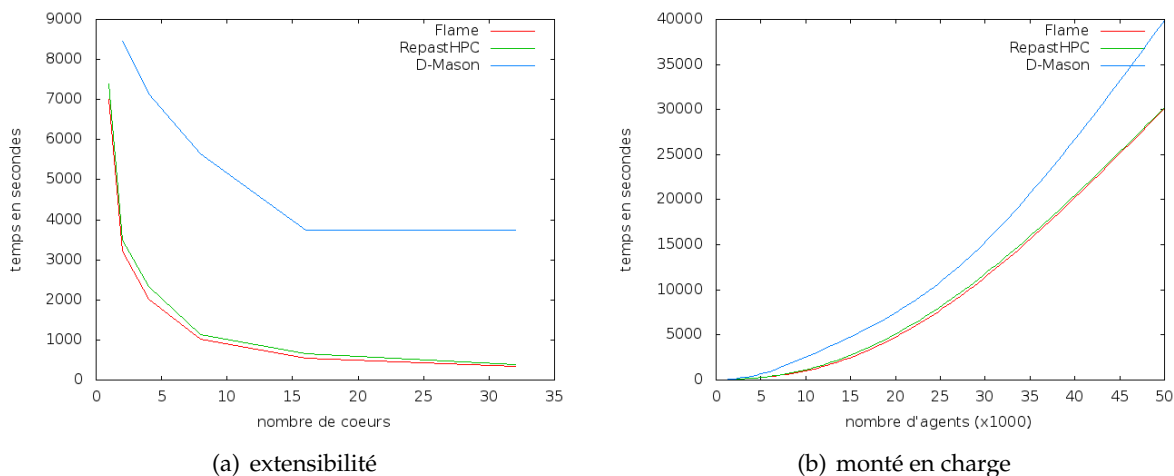 9000
8000
7000
6000
5000
4000
3000
2000
1000
0
temps en secondes
Flame
RepastHPC
D-Mason
0 5 10 15 20 25 30 35
nombre de coeurs
(a) extensibilité
40000
35000
30000
25000
20000
15000
10000
5000
0
temps en secondes
Flame
RepastHPC
D-Mason
0 5 10 15 20 25 30 35 40 45 50
nombre d'agents (x1000)
(b) monté en charge